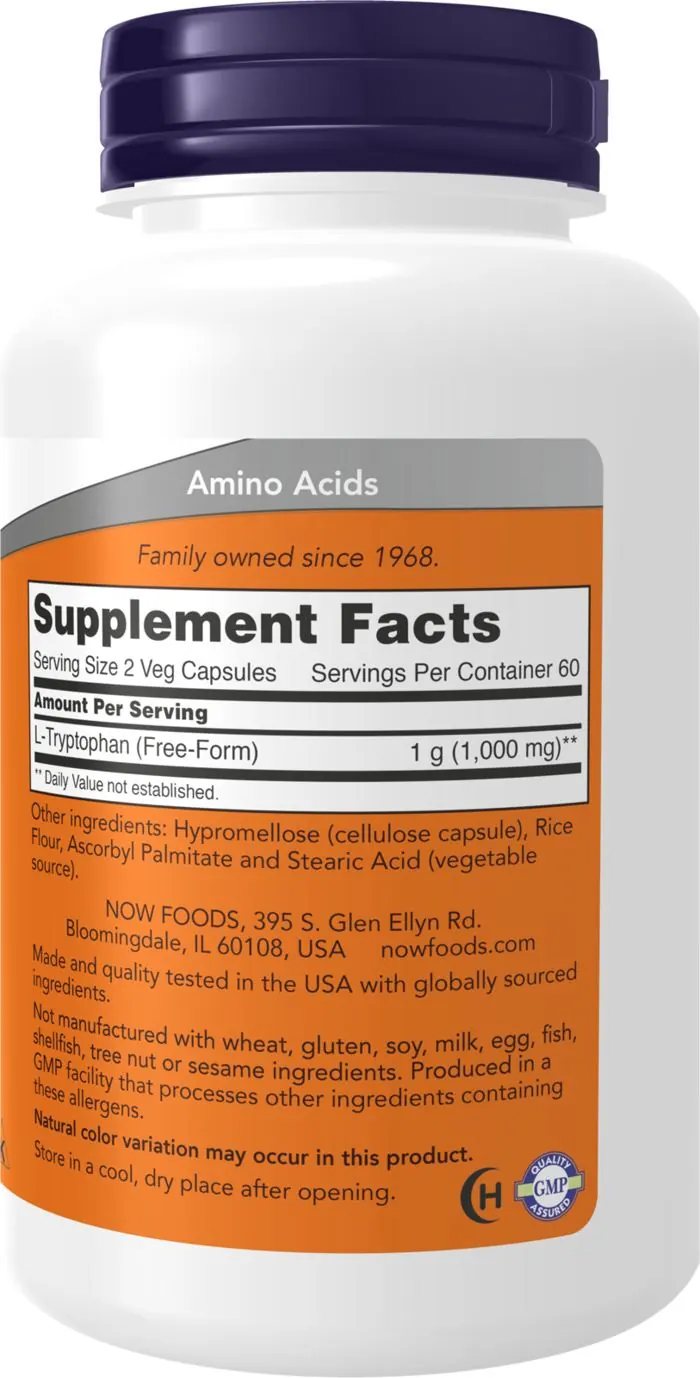 Amino Acids
Family owned since 1968.
Supplement Facts
Serving Size 2 Veg Capsules Servings Per Container 60
Amount Per Serving
L-Tryptophan (Free-Form) 1 g (1,000 mg)**
** Daily Value not established.
Other ingredients: Hypromellose (cellulose capsule), Rice
Flour, Ascorbyl Palmitate and Stearic Acid (vegetable
source).
NOW FOODS, 395 S. Glen Ellyn Rd.
Bloomingdale, IL 60108, USA nowfoods.com
Made and quality tested in the USA with globally sourced
ingredients.
Not manufactured with wheat, gluten, soy, milk, egg, fish,
shellfish, tree nut or sesame ingredients. Produced in a
GMP facility that processes other ingredients containing
these allergens.
Natural color variation may occur in this product.
Store in a cool, dry place after opening.
H
QUALITY
GMP
ASSURED